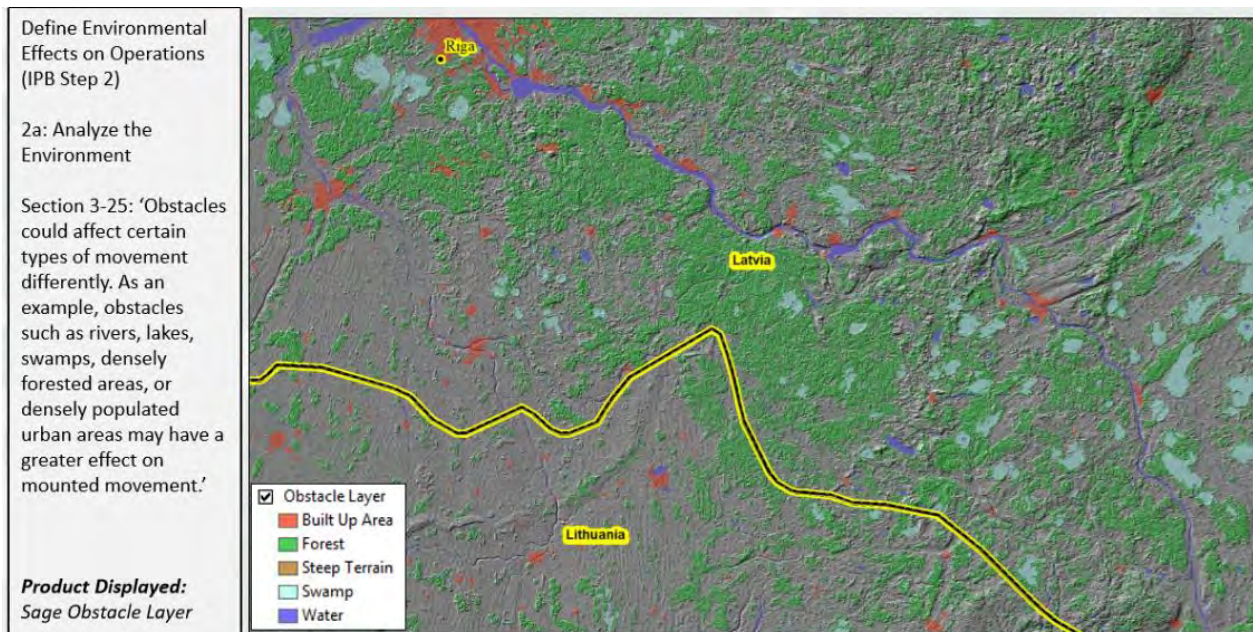 Define Environmental
Effects on Operations
(IPB Step 2)
2a: Analyze the
Environment
Section 3-25: ‘Obstacles
could affect certain
types of movement
differently. As an
example, obstacles
such as rivers, lakes,
swamps, densely
forested areas, or
densely populated
urban areas may have a
greater effect on
mounted movement.’
Product Displayed:
Sage Obstacle Layer
Riga
Latvia
Lithuania
Obstacle Layer
Built Up Area
Forest
Steep Terrain
Swamp
Water